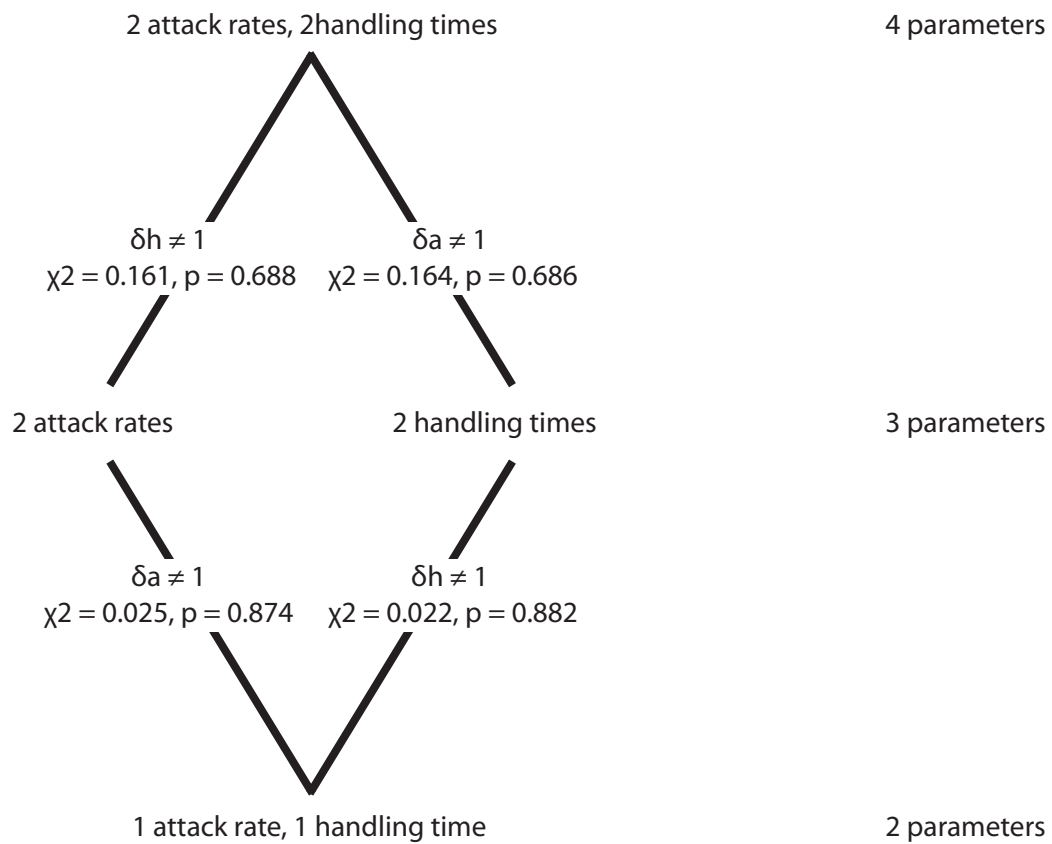 2 attack rates, 2handling times 4 parameters
δh ≠ 1 δa ≠ 1
χ2 = 0.161, p = 0.688 χ2 = 0.164, p = 0.686
2 attack rates 2 handling times 3 parameters
δa ≠ 1 δh ≠ 1
χ2 = 0.025, p = 0.874 χ2 = 0.022, p = 0.882
1 attack rate, 1 handling time 2 parameters